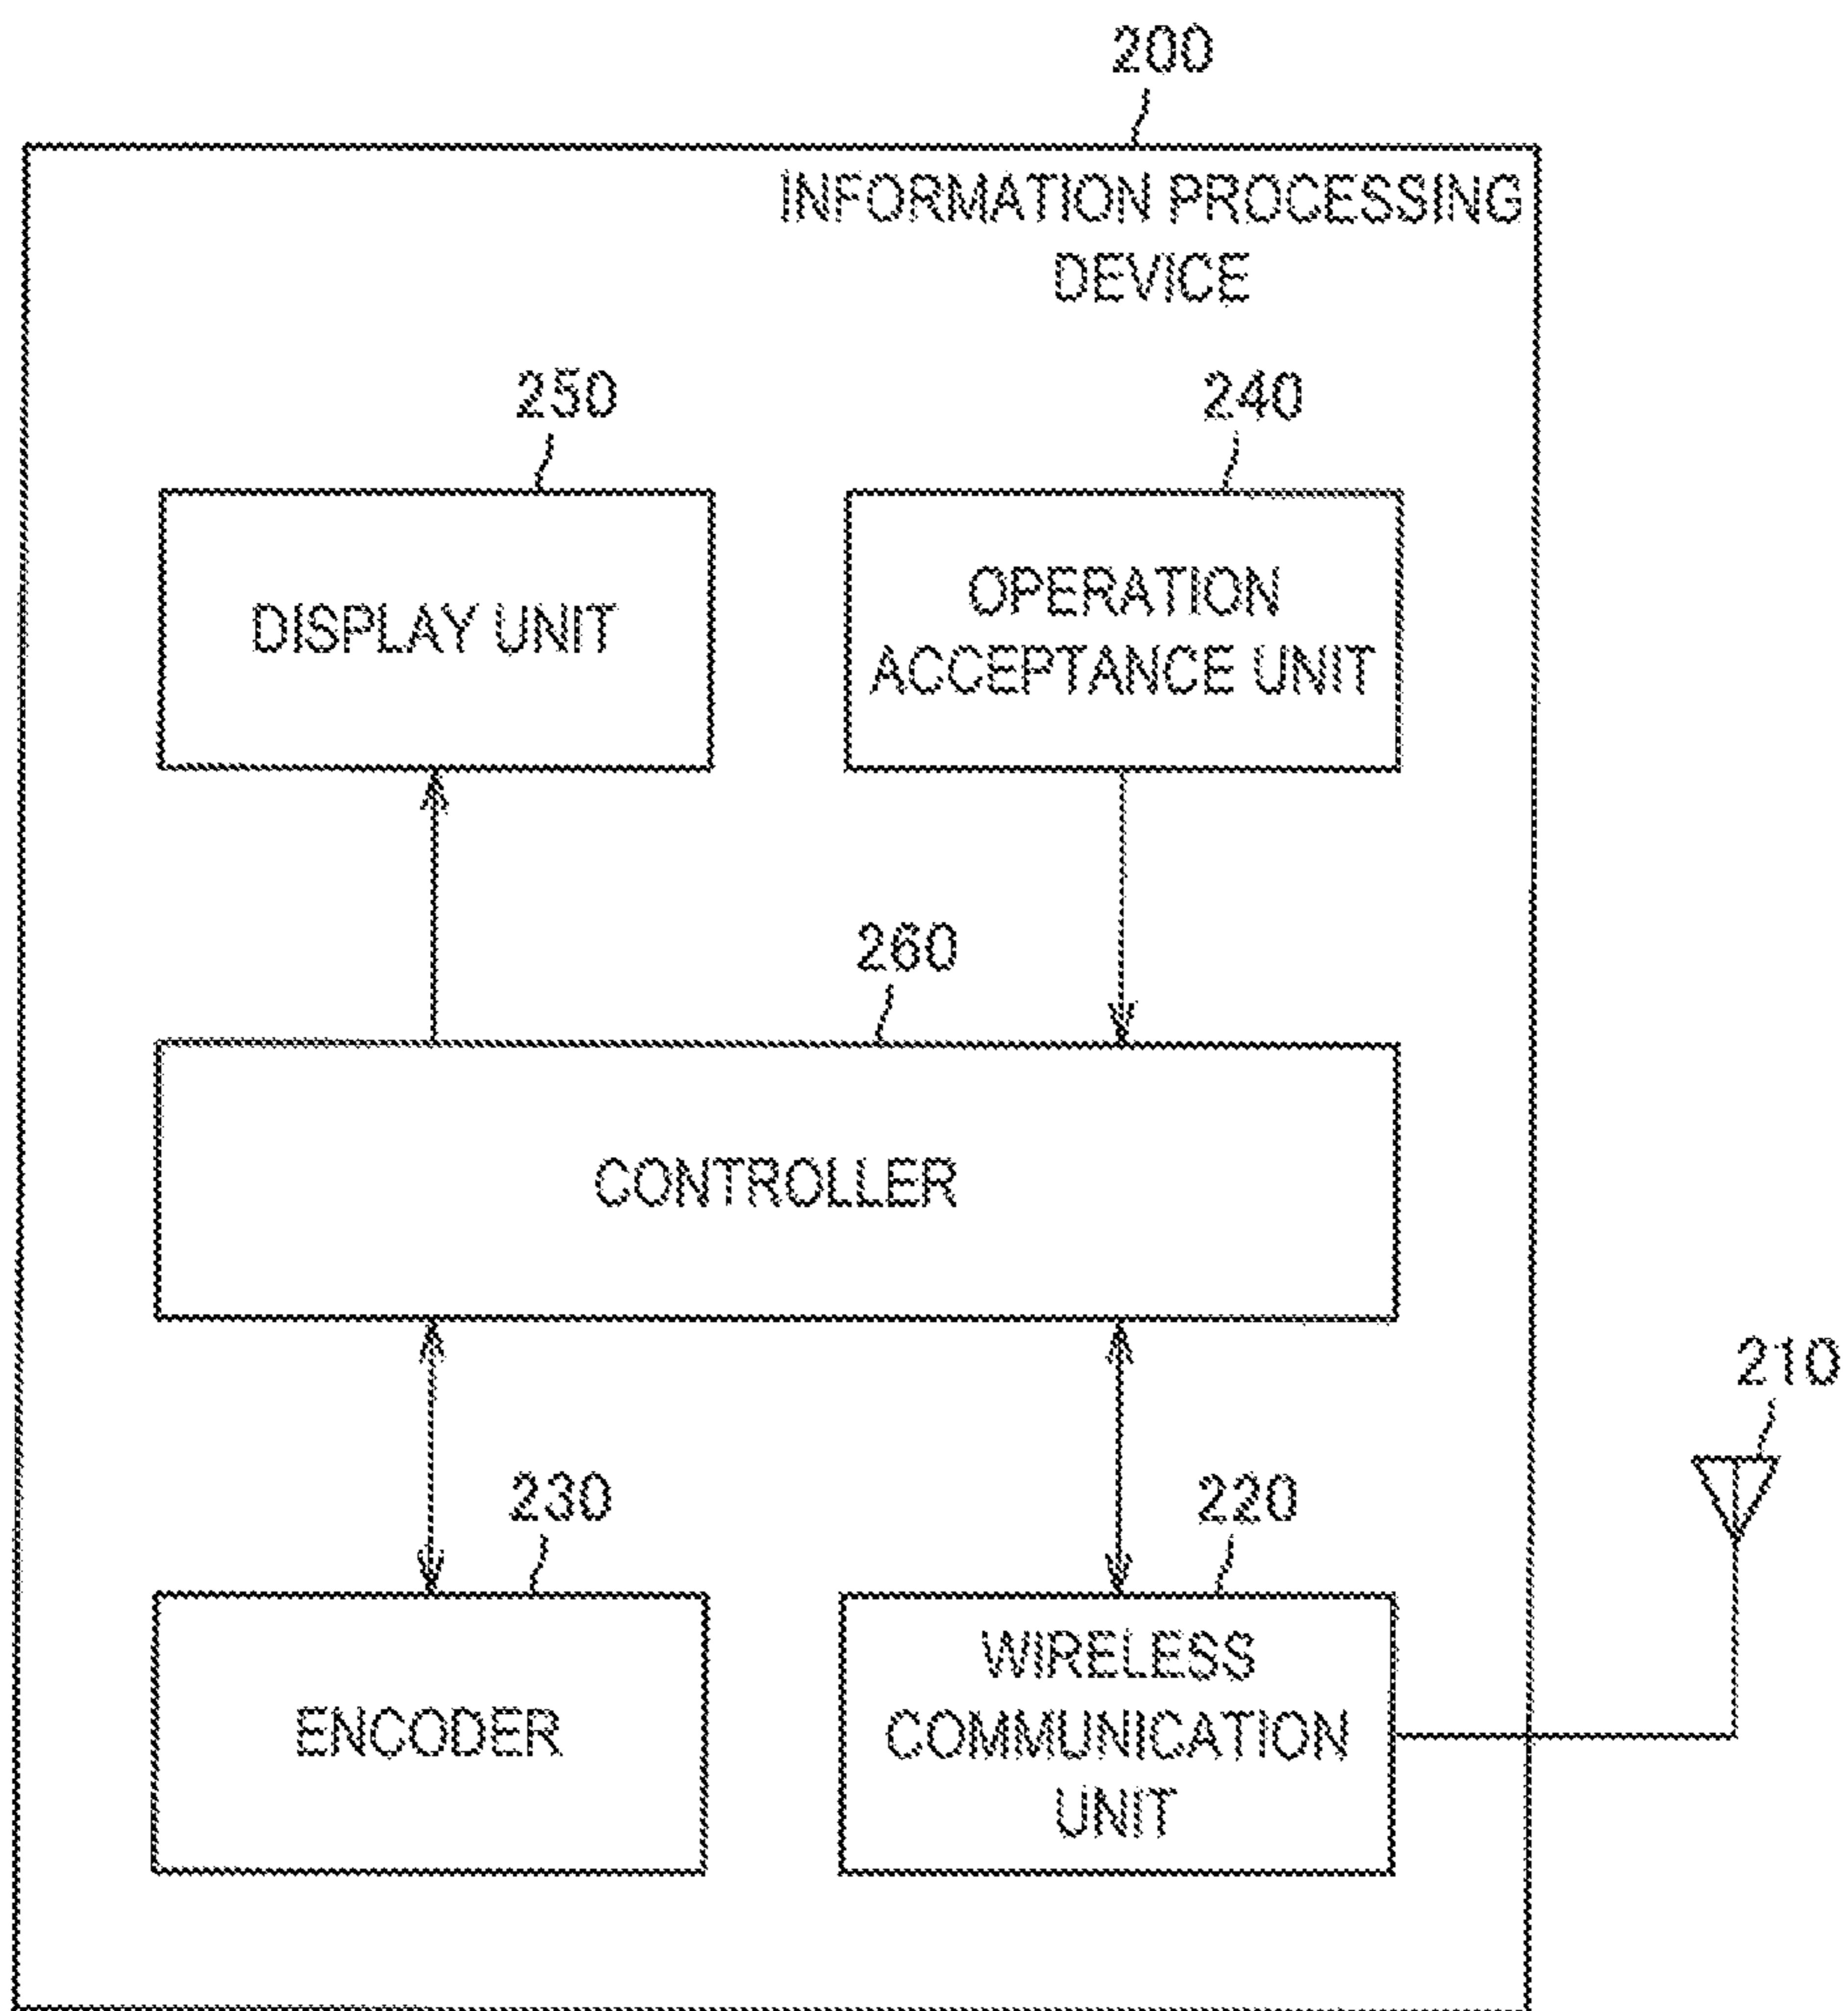 200
INFORMATION PROCESSING
DEVICE
250
240
DISPLAY UNIT
OPERATION
ACCEPTANCE UNIT
260
CONTROLLER
210
230
220
ENCODER
WIRELESS
COMMUNICATION
UNIT